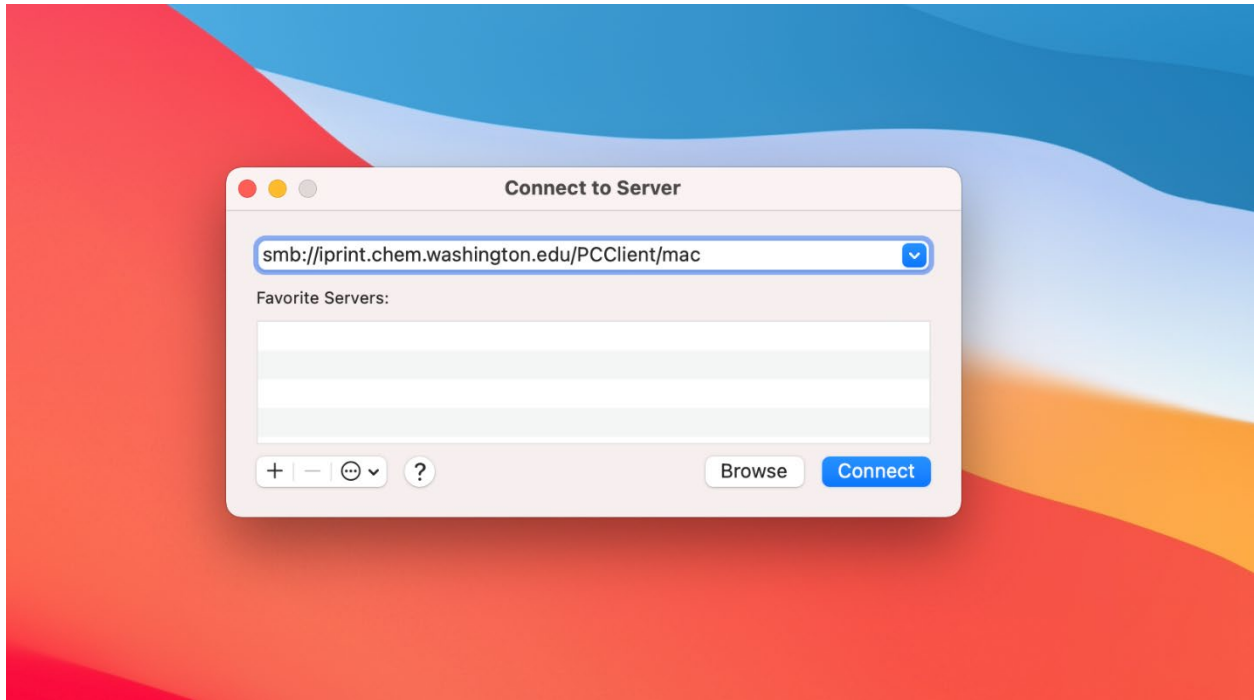 Connect to Server
smb://iprint.chem.washington.edu/PCClient/mac
Favorite Servers:
? Browse Connect